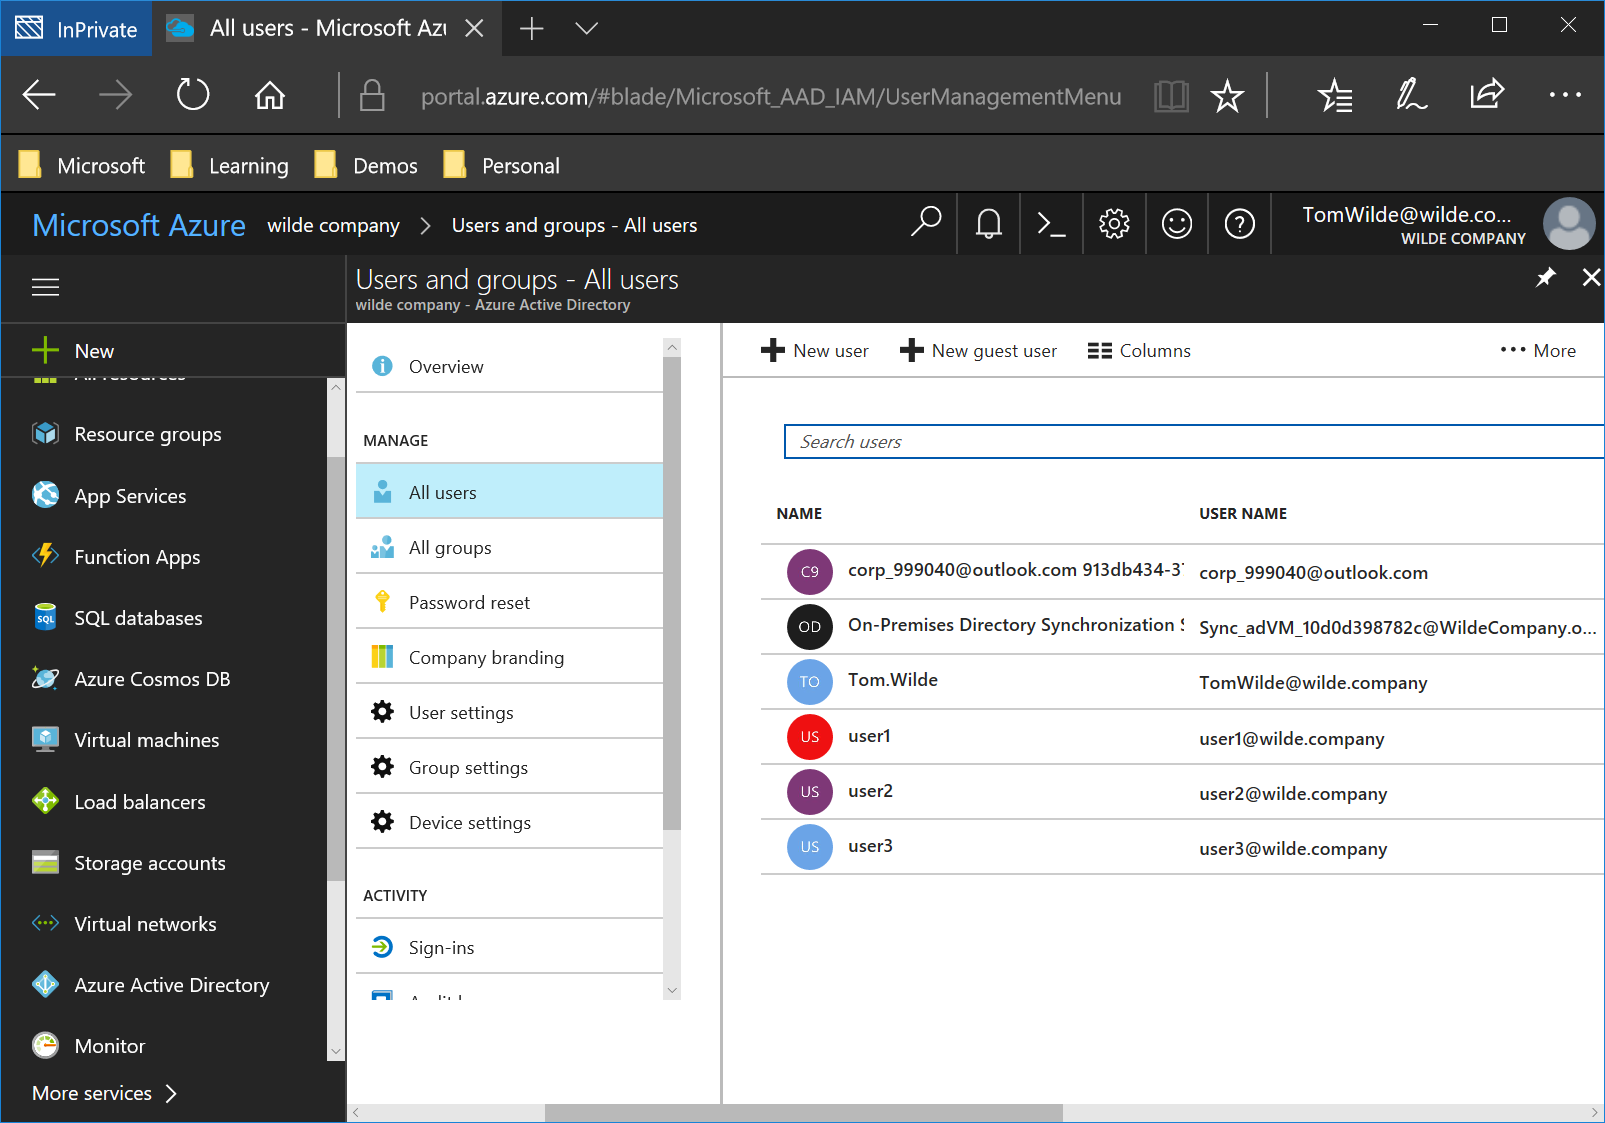 InPrivate
All users - Microsoft Azu
portal.azure.com/#blade/Microsoft_AAD_IAM/UserManagementMenu
Microsoft
Learning
Demos
Personal
Microsoft Azure
wilde company
Users and groups - All users
TomWilde@wilde.co...
WILDE COMPANY
Users and groups - All users
wilde company - Azure Active Directory
New
All resources
Resource groups
App Services
Function Apps
SQL
SQL databases
Azure Cosmos DB
Virtual machines
Load balancers
Storage accounts
Virtual networks
Azure Active Directory
Monitor
More services
Overview
MANAGE
All users
All groups
Password reset
Company branding
User settings
Group settings
Device settings
ACTIVITY
Sign-ins
New user
New guest user
Columns
More
Search users
NAME
USER NAME
C9
corp_999040@outlook.com 913db434-3
corp_999040@outlook.com
OD
On-Premises Directory Synchronization S
Sync_adVM_10d0d398782c@WildeCompany.o...
TO
Tom.Wilde
TomWilde@wilde.company
US
user1
user1@wilde.company
US
user2
user2@wilde.company
US
user3
user3@wilde.company